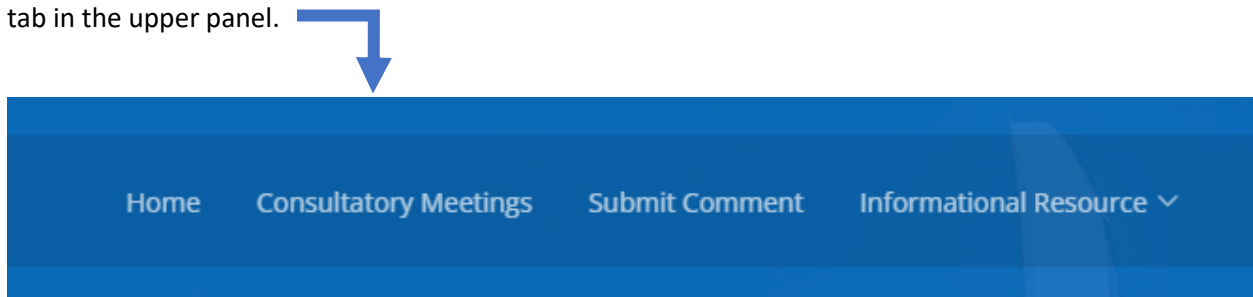 tab in the upper panel.
Home Consultatory Meetings Submit Comment Informational Resource